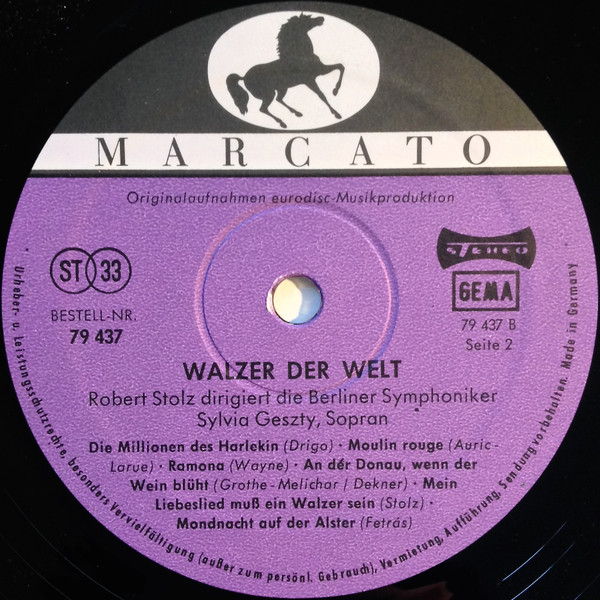 MARCATO
Originalaufnahmen eurodisc-Musikproduktion
ST 33
STEREO
GEMA
BESTELL-NR.
79 437
79 437 B
Seite 2
WALZER DER WELT
Robert Stolz dirigiert die Berliner Symphoniker
Sylvia Geszty, Sopran
Die Millionen des Harlekin (Drigo) · Moulin rouge (Auric-
Larue) · Ramona (Wayne) · An der Donau, wenn der
Wein blüht (Grothe-Melichar / Dekner) · Mein
Liebeslied muß ein Walzer sein (Stolz) ·
Mondnacht auf der Alster (Fetrás)
· Urheber- u. Leistungsschutzrechte, besonders Vervielfältigung (außer zum persönl. Gebrauch), Vermietung, Aufführung, Sendung vorbehalten. Made in Germany ·